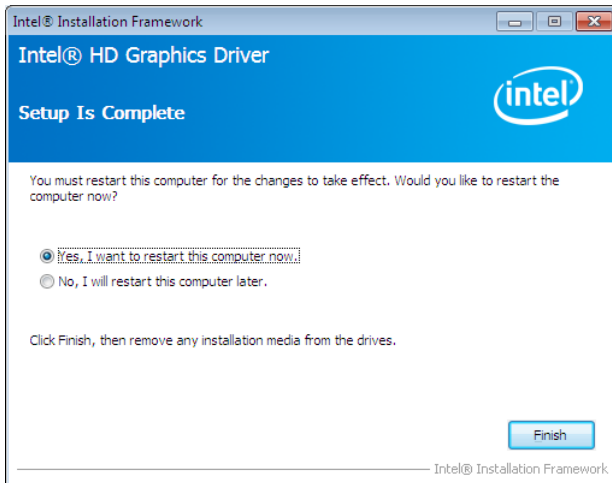 Intel® Installation Framework
Intel® HD Graphics Driver
intel
Setup Is Complete
You must restart this computer for the changes to take effect. Would you like to restart the
computer now?
Yes, I want to restart this computer now.
No, I will restart this computer later.
Click Finish, then remove any installation media from the drives.
Finish
Intel® Installation Framework